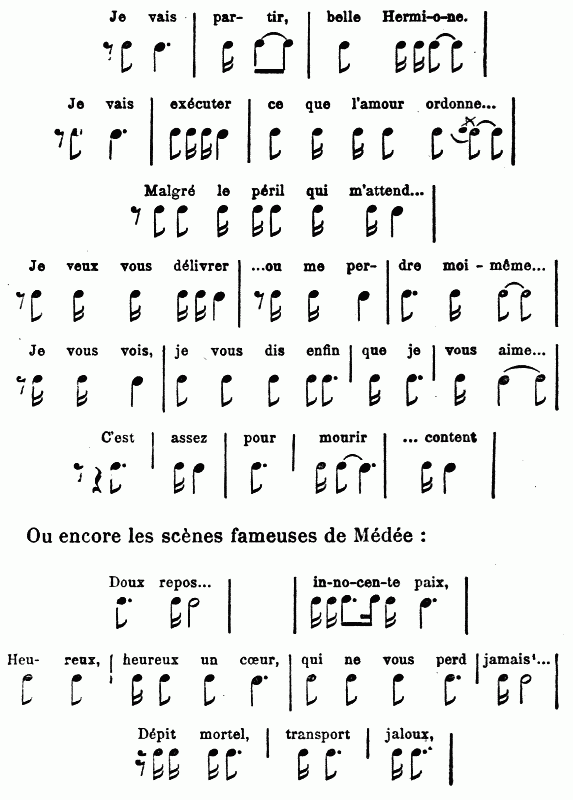 Je vais par- tir, belle Hermi-o-ne.
Je vais exécuter ce que l'amour ordonne...
Malgré le péril qui m'attend...
Je veux vous délivrer ...ou me per- dre moi - même...
Je vous vois, je vous dis enfin que je vous aime...
C'est assez pour mourir ... content
Ou encore les scènes fameuses de Médée :
Doux repos... in-no-cen-te paix,
Heu- reux, heureux un cœur, qui ne vous perd jamais'...
Dépit mortel, transport jaloux,